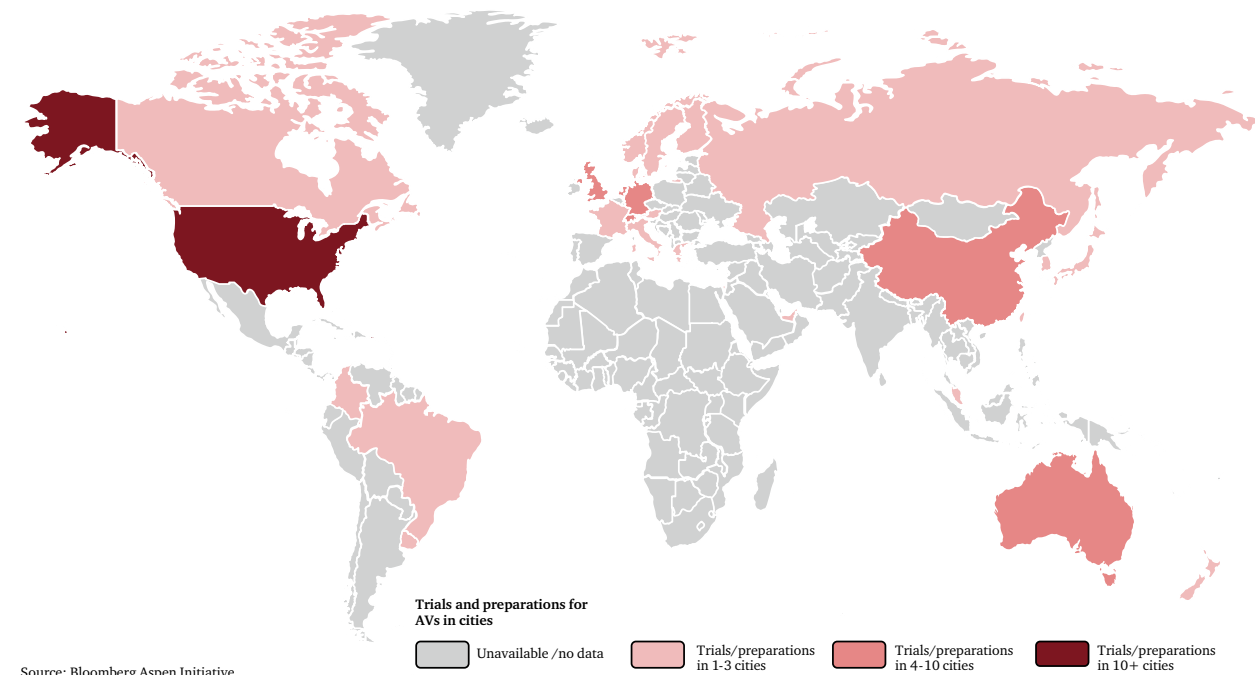 Trials and preparations for
AVs in cities
Unavailable /no data
Trials/preparations
in 1-3 cities
Trials/preparations
in 4-10 cities
Trials/preparations
in 10+ cities
Source: Bloomberg Aspen Initiative